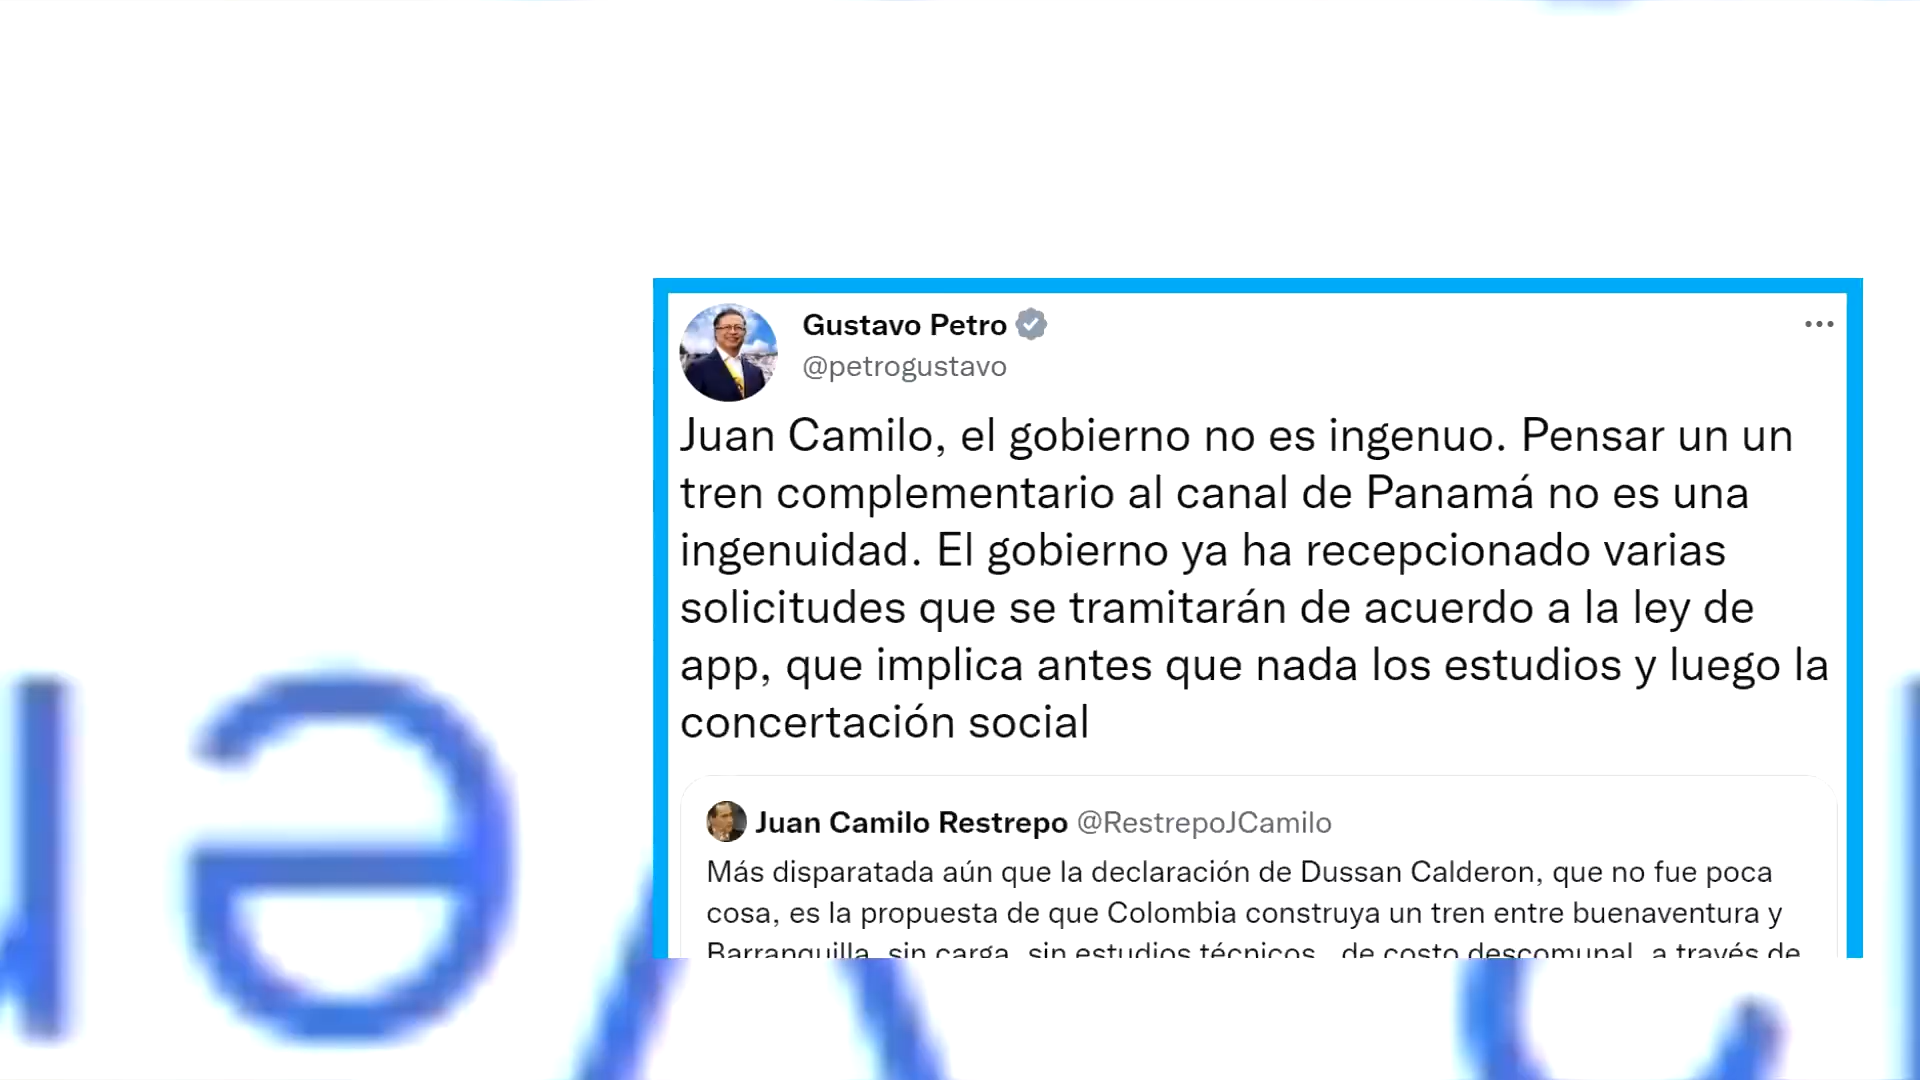 Gustavo Petro
@petrogustavo
Juan Camilo, el gobierno no es ingenuo. Pensar un un
tren complementario al canal de Panamá no es una
ingenuidad. El gobierno ya ha recepcionado varias
solicitudes que se tramitarán de acuerdo a la ley de
app, que implica antes que nada los estudios y luego la
concertación social
Juan Camilo Restrepo @RestrepoJCamilo
Más disparatada aún que la declaración de Dussan Calderon, que no fue poca
cosa, es la propuesta de que Colombia construya un tren entre buenaventura y
Barranquilla, sin carga, sin estudios técnicos, de costo descomunal, a través de